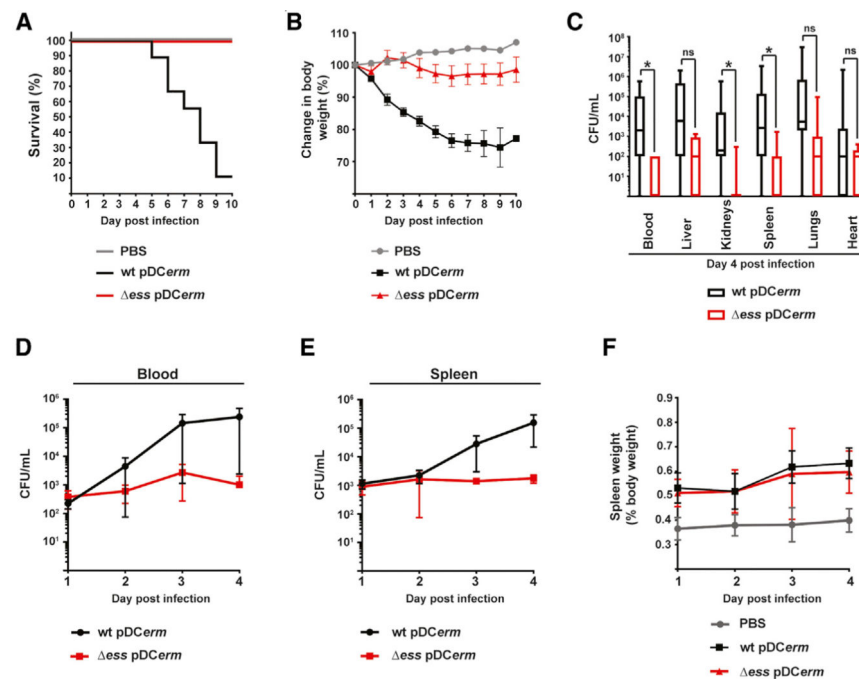 A
Survival (%)
100
90
80
70
60
50
40
30
20
10
0 1 2 3 4 5 6 7 8 9 10
Day post infection
PBS
wt pDCerm
Δess pDCerm
B
Change in body
weight (%)
110
100
90
80
70
0 1 2 3 4 5 6 7 8 9 10
Day post infection
PBS
wt pDCerm
Δess pDCerm
C
CFU/mL
10⁸
10⁷
10⁶
10⁵
10⁴
10³
10²
10¹
* ns * * ns ns
Blood
Liver
Kidneys
Spleen
Lungs
Heart
Day 4 post infection
wt pDCerm
Δess pDCerm
D
Blood
CFU/mL
10⁶
10⁵
10⁴
10³
10²
10¹
1 2 3 4
Day post infection
wt pDCerm
Δess pDCerm
E
Spleen
CFU/mL
10⁶
10⁵
10⁴
10³
10²
10¹
1 2 3 4
Day post infection
wt pDCerm
Δess pDCerm
F
Spleen weight
(% body weight)
0.9
0.8
0.7
0.6
0.5
0.4
0.3
1 2 3 4
Day post infection
PBS
wt pDCerm
Δess pDCerm